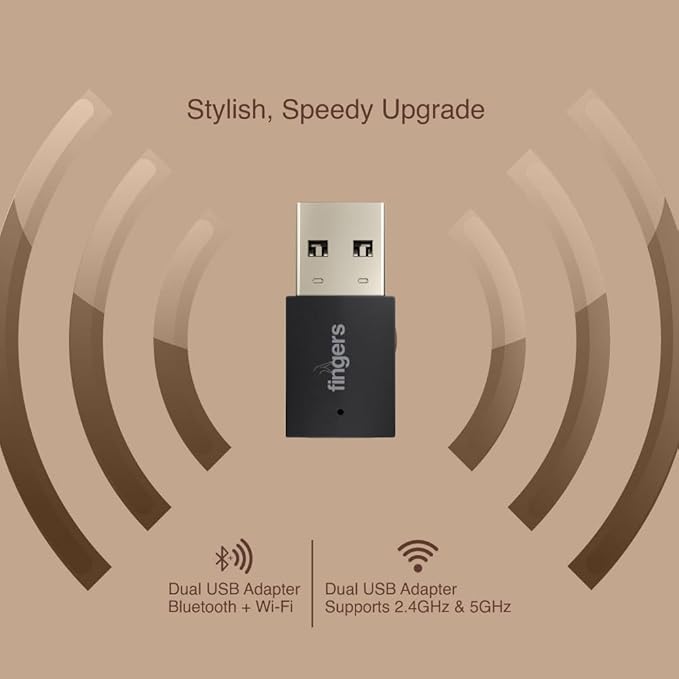 Stylish, Speedy Upgrade
fingers
Dual USB Adapter
Bluetooth + Wi-Fi
Dual USB Adapter
Supports 2.4GHz & 5GHz